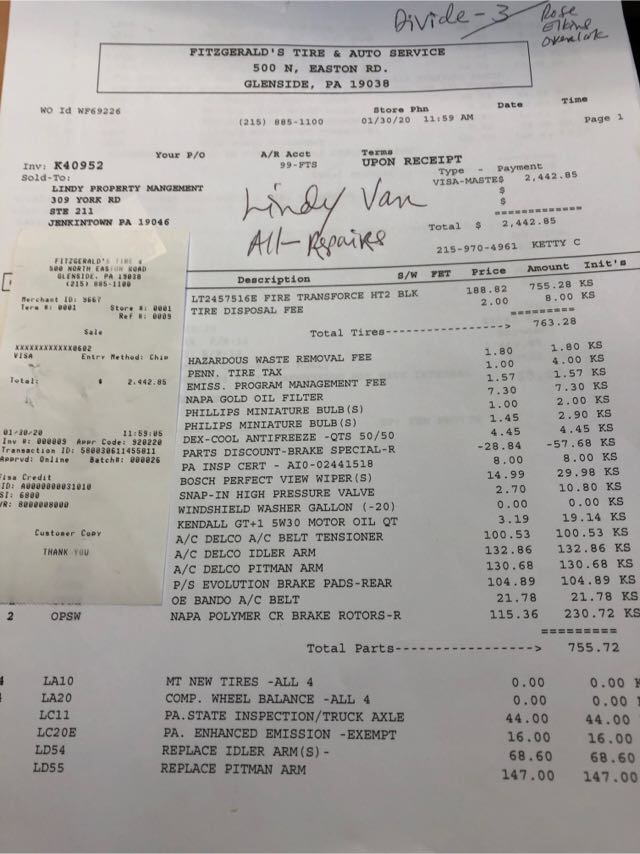 Divide - 3
Rose
Elkins
Overlook
FITZGERALD'S TIRE & AUTO SERVICE
500 N, EASTON RD.
GLENSIDE, PA 19038
WO Id WF69226
(215) 885-1100
Store Phn
01/30/20 11:59 AM
Date
Time
Page 1
Your P/O
A/R Acct
99-FTS
Terms
UPON RECEIPT
Inv: K40952
Sold-To:
LINDY PROPERTY MANGEMENT
309 YORK RD
STE 211
JENKINTOWN PA 19046
Type - Payment
VISA-MASTE$ 2,442.85
$
$
============
Total $ 2,442.85
215-970-4961 KETTY C
Lindy Van
All-Repaires
FITZGERALD'S TIRE &
500 NORTH EASTON ROAD
GLENSIDE, PA 19038
(215) 885-1100
Merchant ID: 9667
Term #: 0001 Store #: 0001
Ref #: 0009
Sale
XXXXXXXXXXXX0602
VISA Entry Method: Chip
Total: $ 2,442.85
01/30/20 11:59:05
Inv #: 000009 Appr Code: 920220
Transaction ID: 580030611455811
Apprvd: Online Batch#: 000026
Visa Credit
ID: A0000000031010
SI: 6800
VR: 8000008000
Customer Copy
THANK YOU
Description S/W FET Price Amount Init's
LT2457516E FIRE TRANSFORCE HT2 BLK 188.82 755.28 KS
TIRE DISPOSAL FEE 2.00 8.00 KS
=========
Total Tires----------------> 763.28
HAZARDOUS WASTE REMOVAL FEE 1.80 1.80 KS
PENN. TIRE TAX 1.00 4.00 KS
EMISS. PROGRAM MANAGEMENT FEE 1.57 1.57 KS
NAPA GOLD OIL FILTER 7.30 7.30 KS
PHILLIPS MINIATURE BULB(S) 1.00 2.00 KS
PHILIPS MINIATURE BULB(S) 1.45 2.90 KS
DEX-COOL ANTIFREEZE -QTS 50/50 4.45 4.45 KS
PARTS DISCOUNT-BRAKE SPECIAL-R -28.84 -57.68 KS
PA INSP CERT - AI0-02441518 8.00 8.00 KS
BOSCH PERFECT VIEW WIPER(S) 14.99 29.98 KS
SNAP-IN HIGH PRESSURE VALVE 2.70 10.80 KS
WINDSHIELD WASHER GALLON (-20) 0.00 0.00 KS
KENDALL GT+1 5W30 MOTOR OIL QT 3.19 19.14 KS
A/C DELCO A/C BELT TENSIONER 100.53 100.53 KS
A/C DELCO IDLER ARM 132.86 132.86 KS
A/C DELCO PITMAN ARM 130.68 130.68 KS
P/S EVOLUTION BRAKE PADS-REAR 104.89 104.89 KS
OE BANDO A/C BELT 21.78 21.78 KS
2 OPSW NAPA POLYMER CR BRAKE ROTORS-R 115.36 230.72 KS
=========
Total Parts------------------> 755.72
4 LA10 MT NEW TIRES -ALL 4 0.00 0.00
LA20 COMP. WHEEL BALANCE -ALL 4 0.00 0.00
LC11 PA.STATE INSPECTION/TRUCK AXLE 44.00 44.00
LC20E PA. ENHANCED EMISSION -EXEMPT 16.00 16.00
LD54 REPLACE IDLER ARM(S)- 68.60 68.60
LD55 REPLACE PITMAN ARM 147.00 147.00